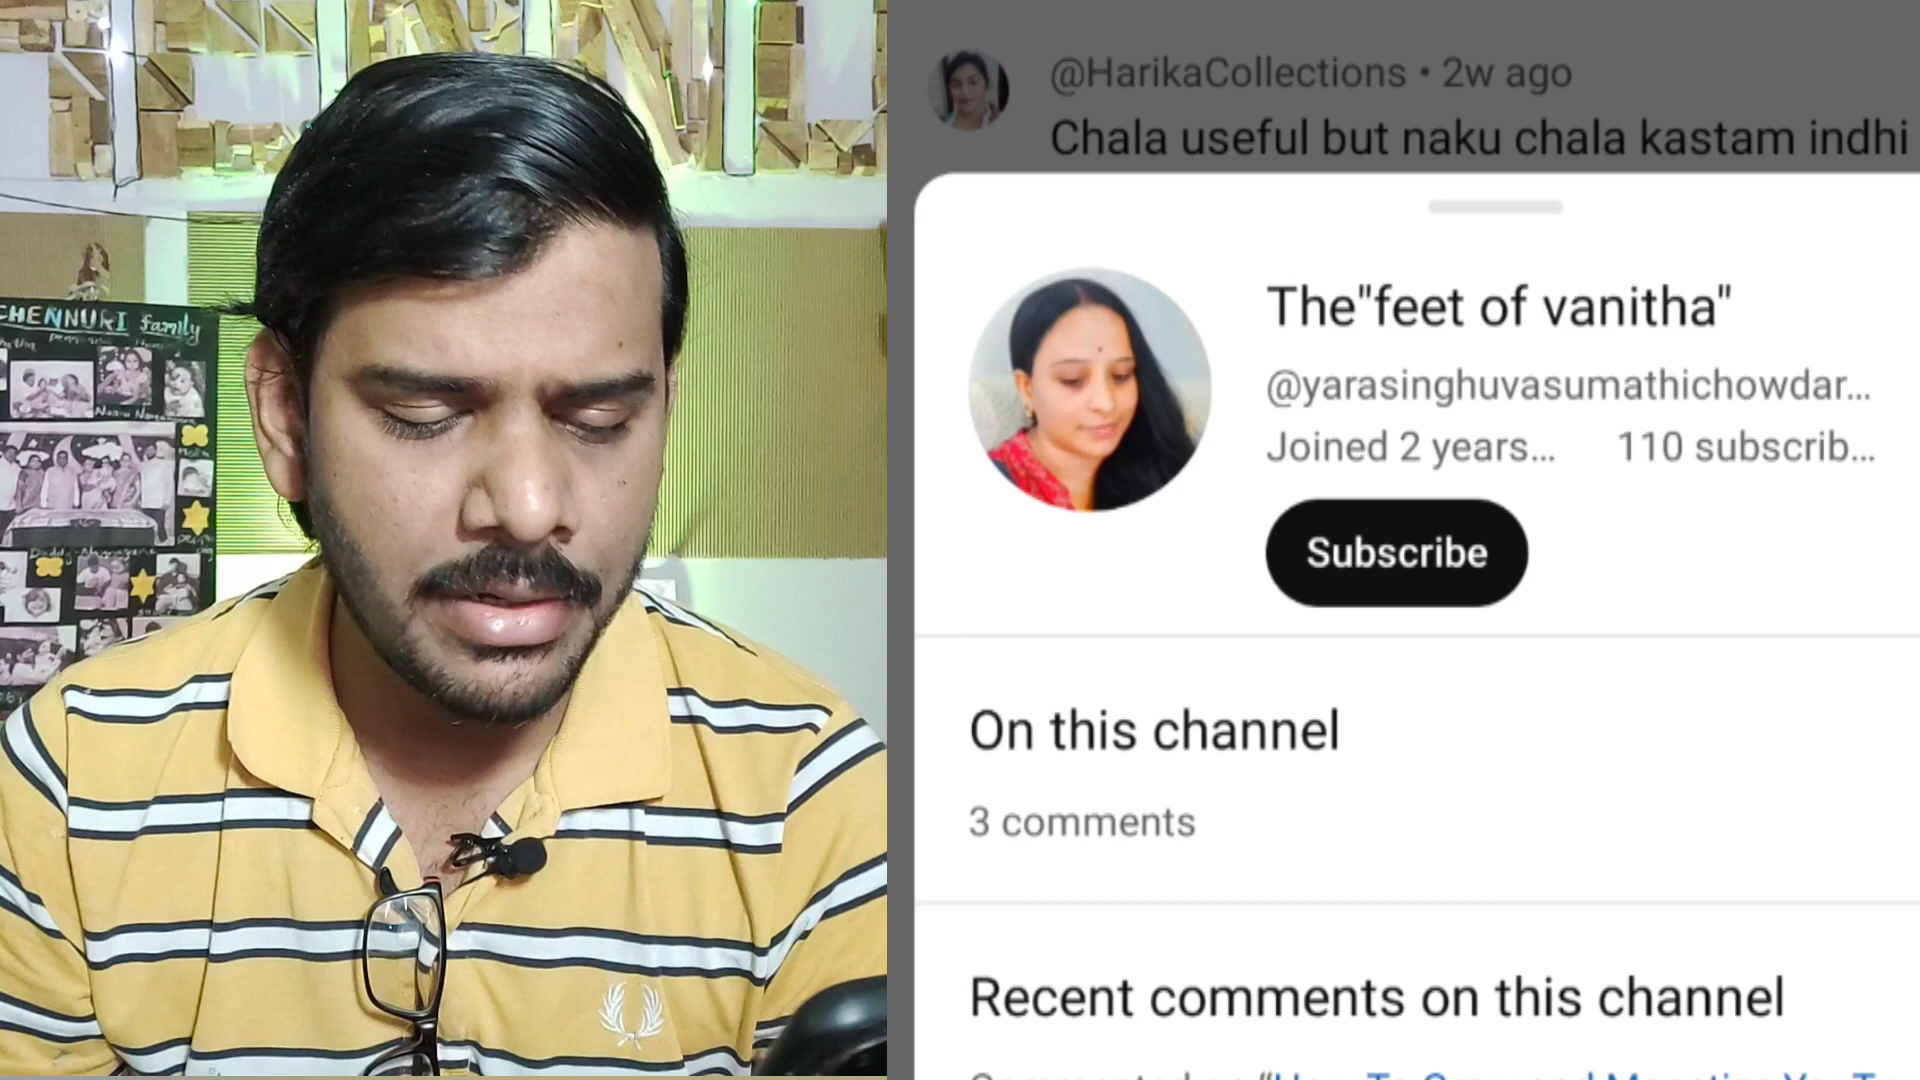 CHENNURI family
@HarikaCollections • 2w ago
Chala useful but naku chala kastam indhi
The"feet of vanitha"
@yarasinghuvasumathichowdar...
Joined 2 years... 110 subscrib...
Subscribe
On this channel
3 comments
Recent comments on this channel